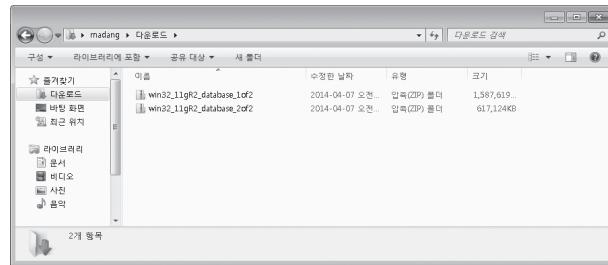 madang ▸ 다운로드 ▸
다운로드 검색
구성 ▾ 라이브러리에 포함 ▾ 공유 대상 ▾ 새 폴더
즐겨찾기
다운로드
바탕 화면
최근 위치
라이브러리
문서
비디오
사진
음악
이름 수정한 날짜 유형 크기
win32_11gR2_database_1of2 2014-04-07 오전... 압축(ZIP) 폴더 1,587,619...
win32_11gR2_database_2of2 2014-04-07 오전... 압축(ZIP) 폴더 617,124KB
2개 항목